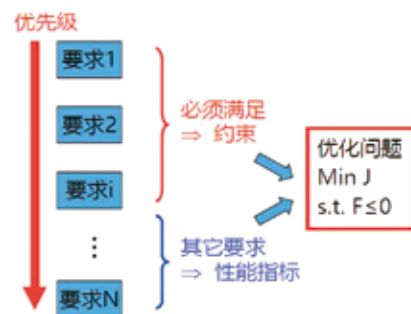 优先级
要求1
要求2
要求i
⋮
要求N
必须满足
⇒ 约束
其它要求
⇒ 性能指标
优化问题
Min J
s.t. F≤0